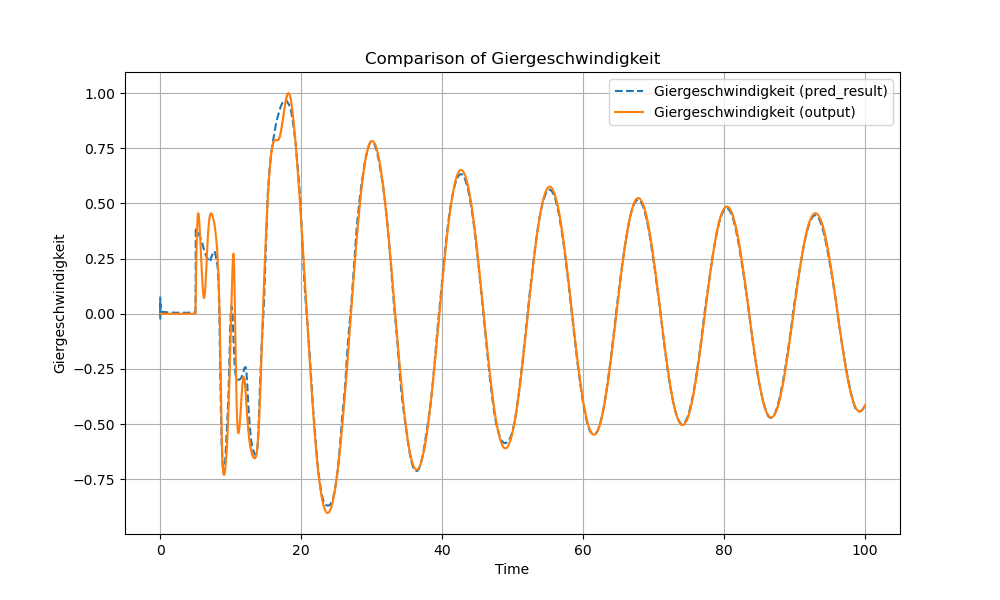 Comparison of Giergeschwindigkeit
Giergeschwindigkeit (pred_result)
Giergeschwindigkeit (output)
Giergeschwindigkeit
1.00
0.75
0.50
0.25
0.00
−0.25
−0.50
−0.75
0 20 40 60 80 100
Time